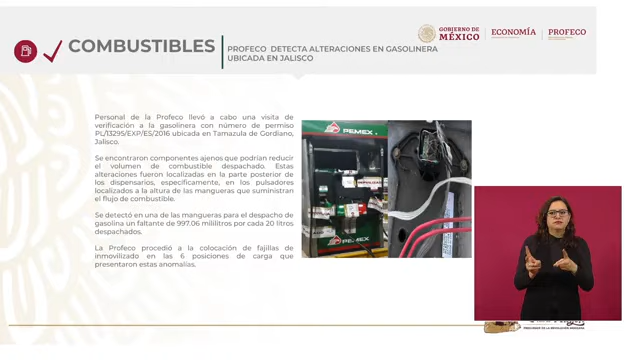 COMBUSTIBLES
PROFECO DETECTA ALTERACIONES EN GASOLINERA
UBICADA EN JALISCO
GOBIERNO DE
MÉXICO
ECONOMÍA
PROFECO
Personal de la Profeco llevó a cabo una visita de
verificación a la gasolinera con número de permiso
PL/13295/EXP/ES/2016 ubicada en Tamazula de Gordiano,
Jalisco.
Se encontraron componentes ajenos que podrían reducir
el volumen de combustible despachado. Estas
alteraciones fueron localizadas en la parte posterior de
los dispensarios, específicamente, en los pulsadores
localizados a la altura de las mangueras que suministran
el flujo de combustible.
Se detectó en una de las mangueras para el despacho de
gasolina un faltante de 997.06 mililitros por cada 20 litros
despachados.
La Profeco procedió a la colocación de fajillas de
inmovilizado en las 6 posiciones de carga que
presentaron estas anomalías.
PEMEX
PEMEX